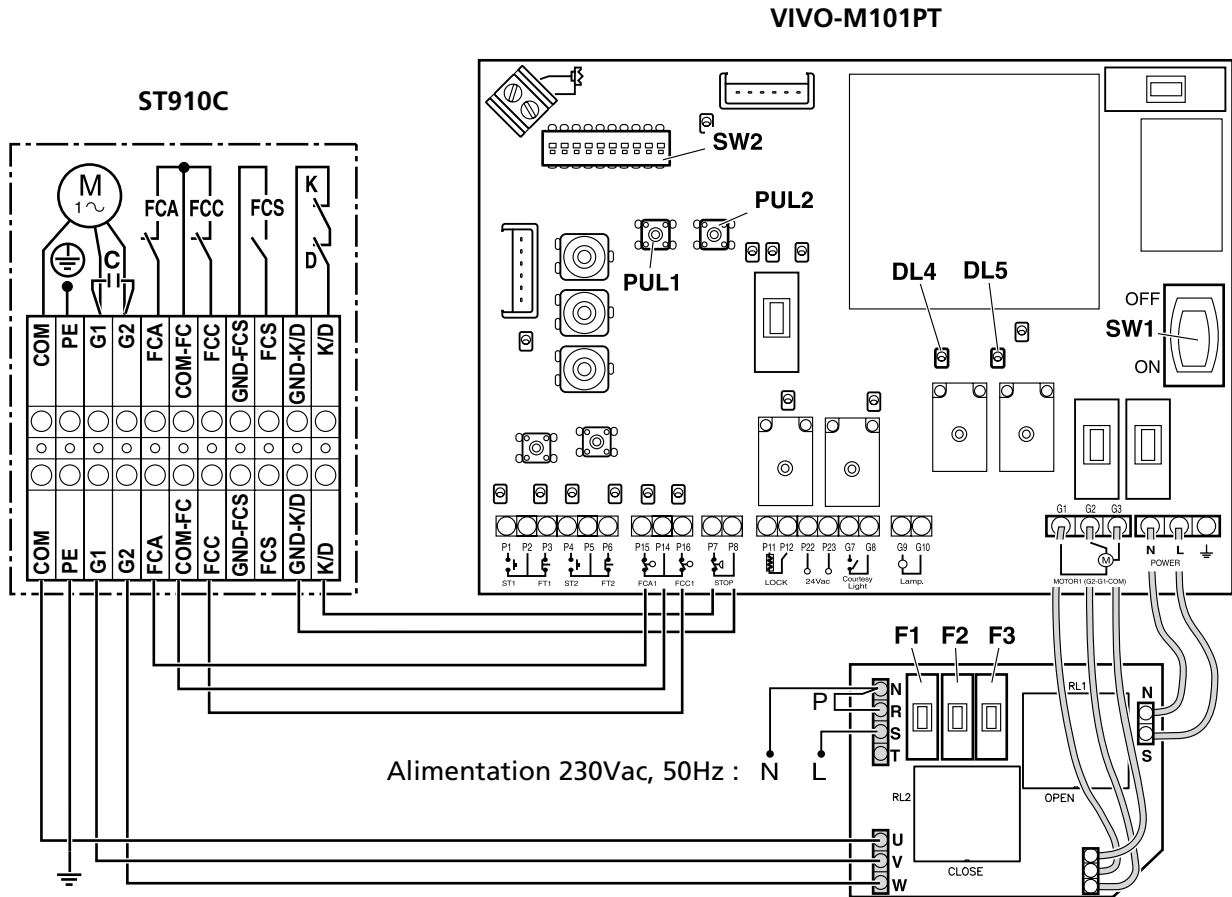 VIVO-M101PT
ST910C
SW2
PUL2
PUL1
DL4 DL5
OFF
SW1
ON
M
1~
FCA FCC FCS K
D
C
COM PE G1 G2 FCA COM-FC FCC GND-FCS FCS GND-K/D K/D
COM PE G1 G2 FCA COM-FC FCC GND-FCS FCS GND-K/D K/D
G1 G2 G3
N L
POWER
M
MOTOR1 (G2-G1-COM)
P1 P2 P3 P4 P5 P6 P15 P14 P16 P7 P8 P11 P12 P22 P23 G7 G8 G9 G10
ST1 FT1 ST2 FT2 FCA1 FCC1 STOP LOCK 24Vac Courtesy Light Lamp.
F1 F2 F3
RL1
N
R
S
T
P
N
S
Alimentation 230Vac, 50Hz : N L
RL2
OPEN
CLOSE
U
V
W